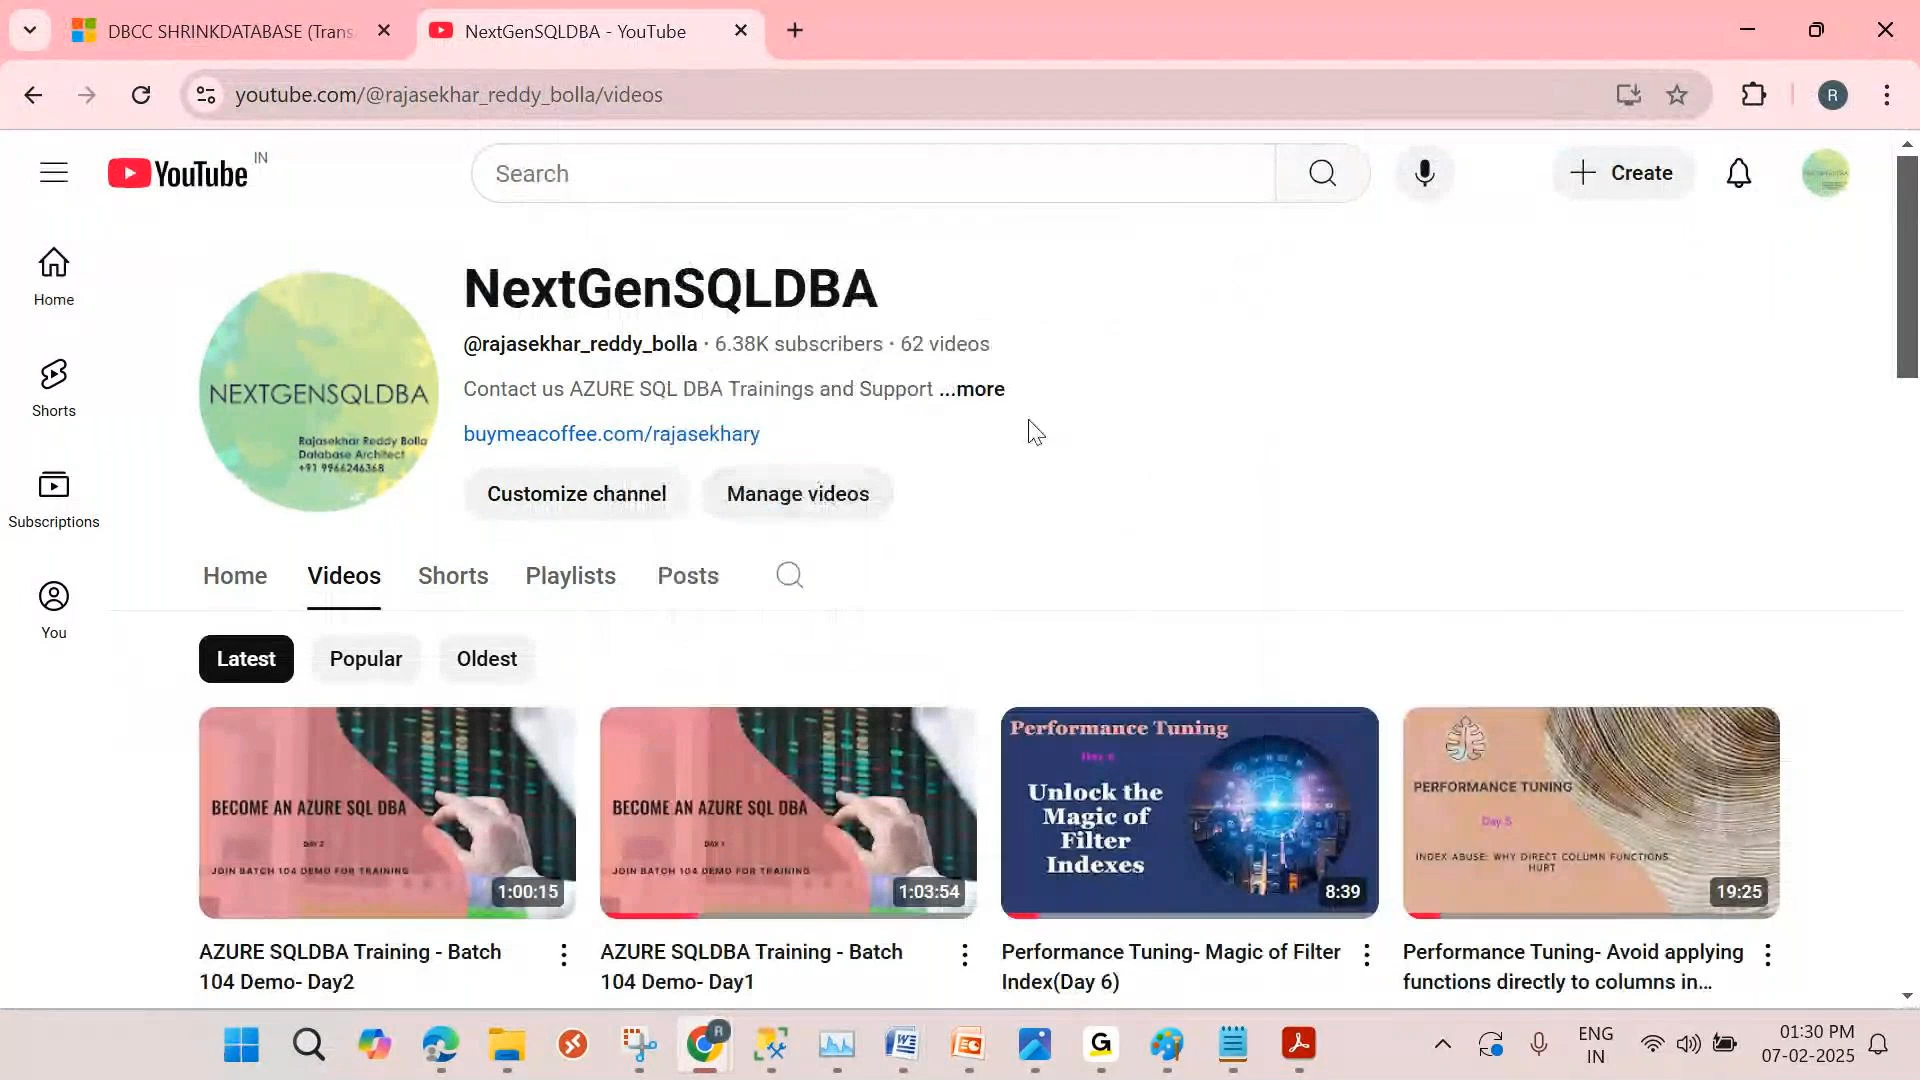 DBCC SHRINKDATABASE (Trans
NextGenSQLDBA - YouTube
youtube.com/@rajasekhar_reddy_bolla/videos
R
YouTube
IN
Search
Create
Home
Shorts
Subscriptions
You
NEXTGENSQLDBA
Rajasekhar Reddy Bolla
Database Architect
+91 9966246368
NextGenSQLDBA
@rajasekhar_reddy_bolla · 6.38K subscribers · 62 videos
Contact us AZURE SQL DBA Trainings and Support ...more
buymeacoffee.com/rajasekhary
Customize channel
Manage videos
Home
Videos
Shorts
Playlists
Posts
Latest
Popular
Oldest
BECOME AN AZURE SQL DBA
DAY 2
JOIN BATCH 104 DEMO FOR TRAINING
1:00:15
AZURE SQLDBA Training - Batch
104 Demo- Day2
BECOME AN AZURE SQL DBA
DAY 1
JOIN BATCH 104 DEMO FOR TRAINING
1:03:54
AZURE SQLDBA Training - Batch
104 Demo- Day1
Performance Tuning
Day 6
Unlock the
Magic of
Filter
Indexes
8:39
Performance Tuning- Magic of Filter
Index(Day 6)
PERFORMANCE TUNING
Day 5
INDEX ABUSE: WHY DIRECT COLUMN FUNCTIONS
HURT
19:25
Performance Tuning- Avoid applying
functions directly to columns in...
R
G
ENG
IN
01:30 PM
07-02-2025